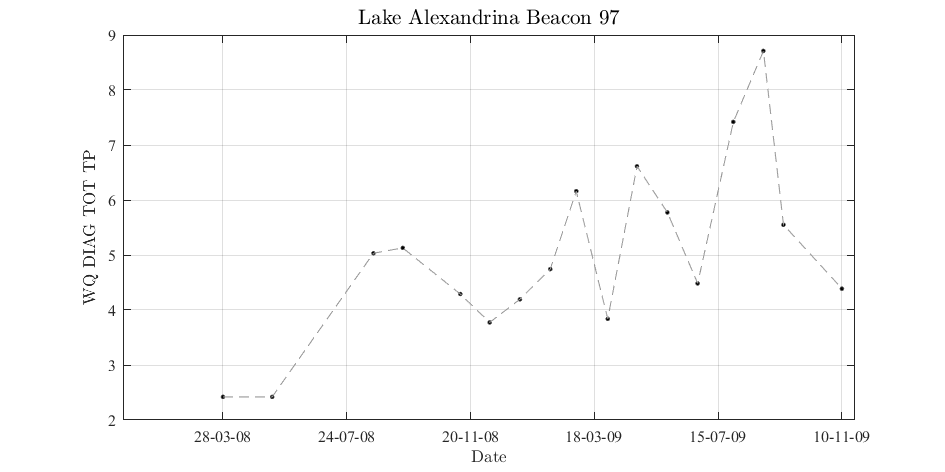 Lake Alexandrina Beacon 97
9
8
7
6
5
4
3
2
WQ DIAG TOT TP
28-03-08 24-07-08 20-11-08 18-03-09 15-07-09 10-11-09
Date